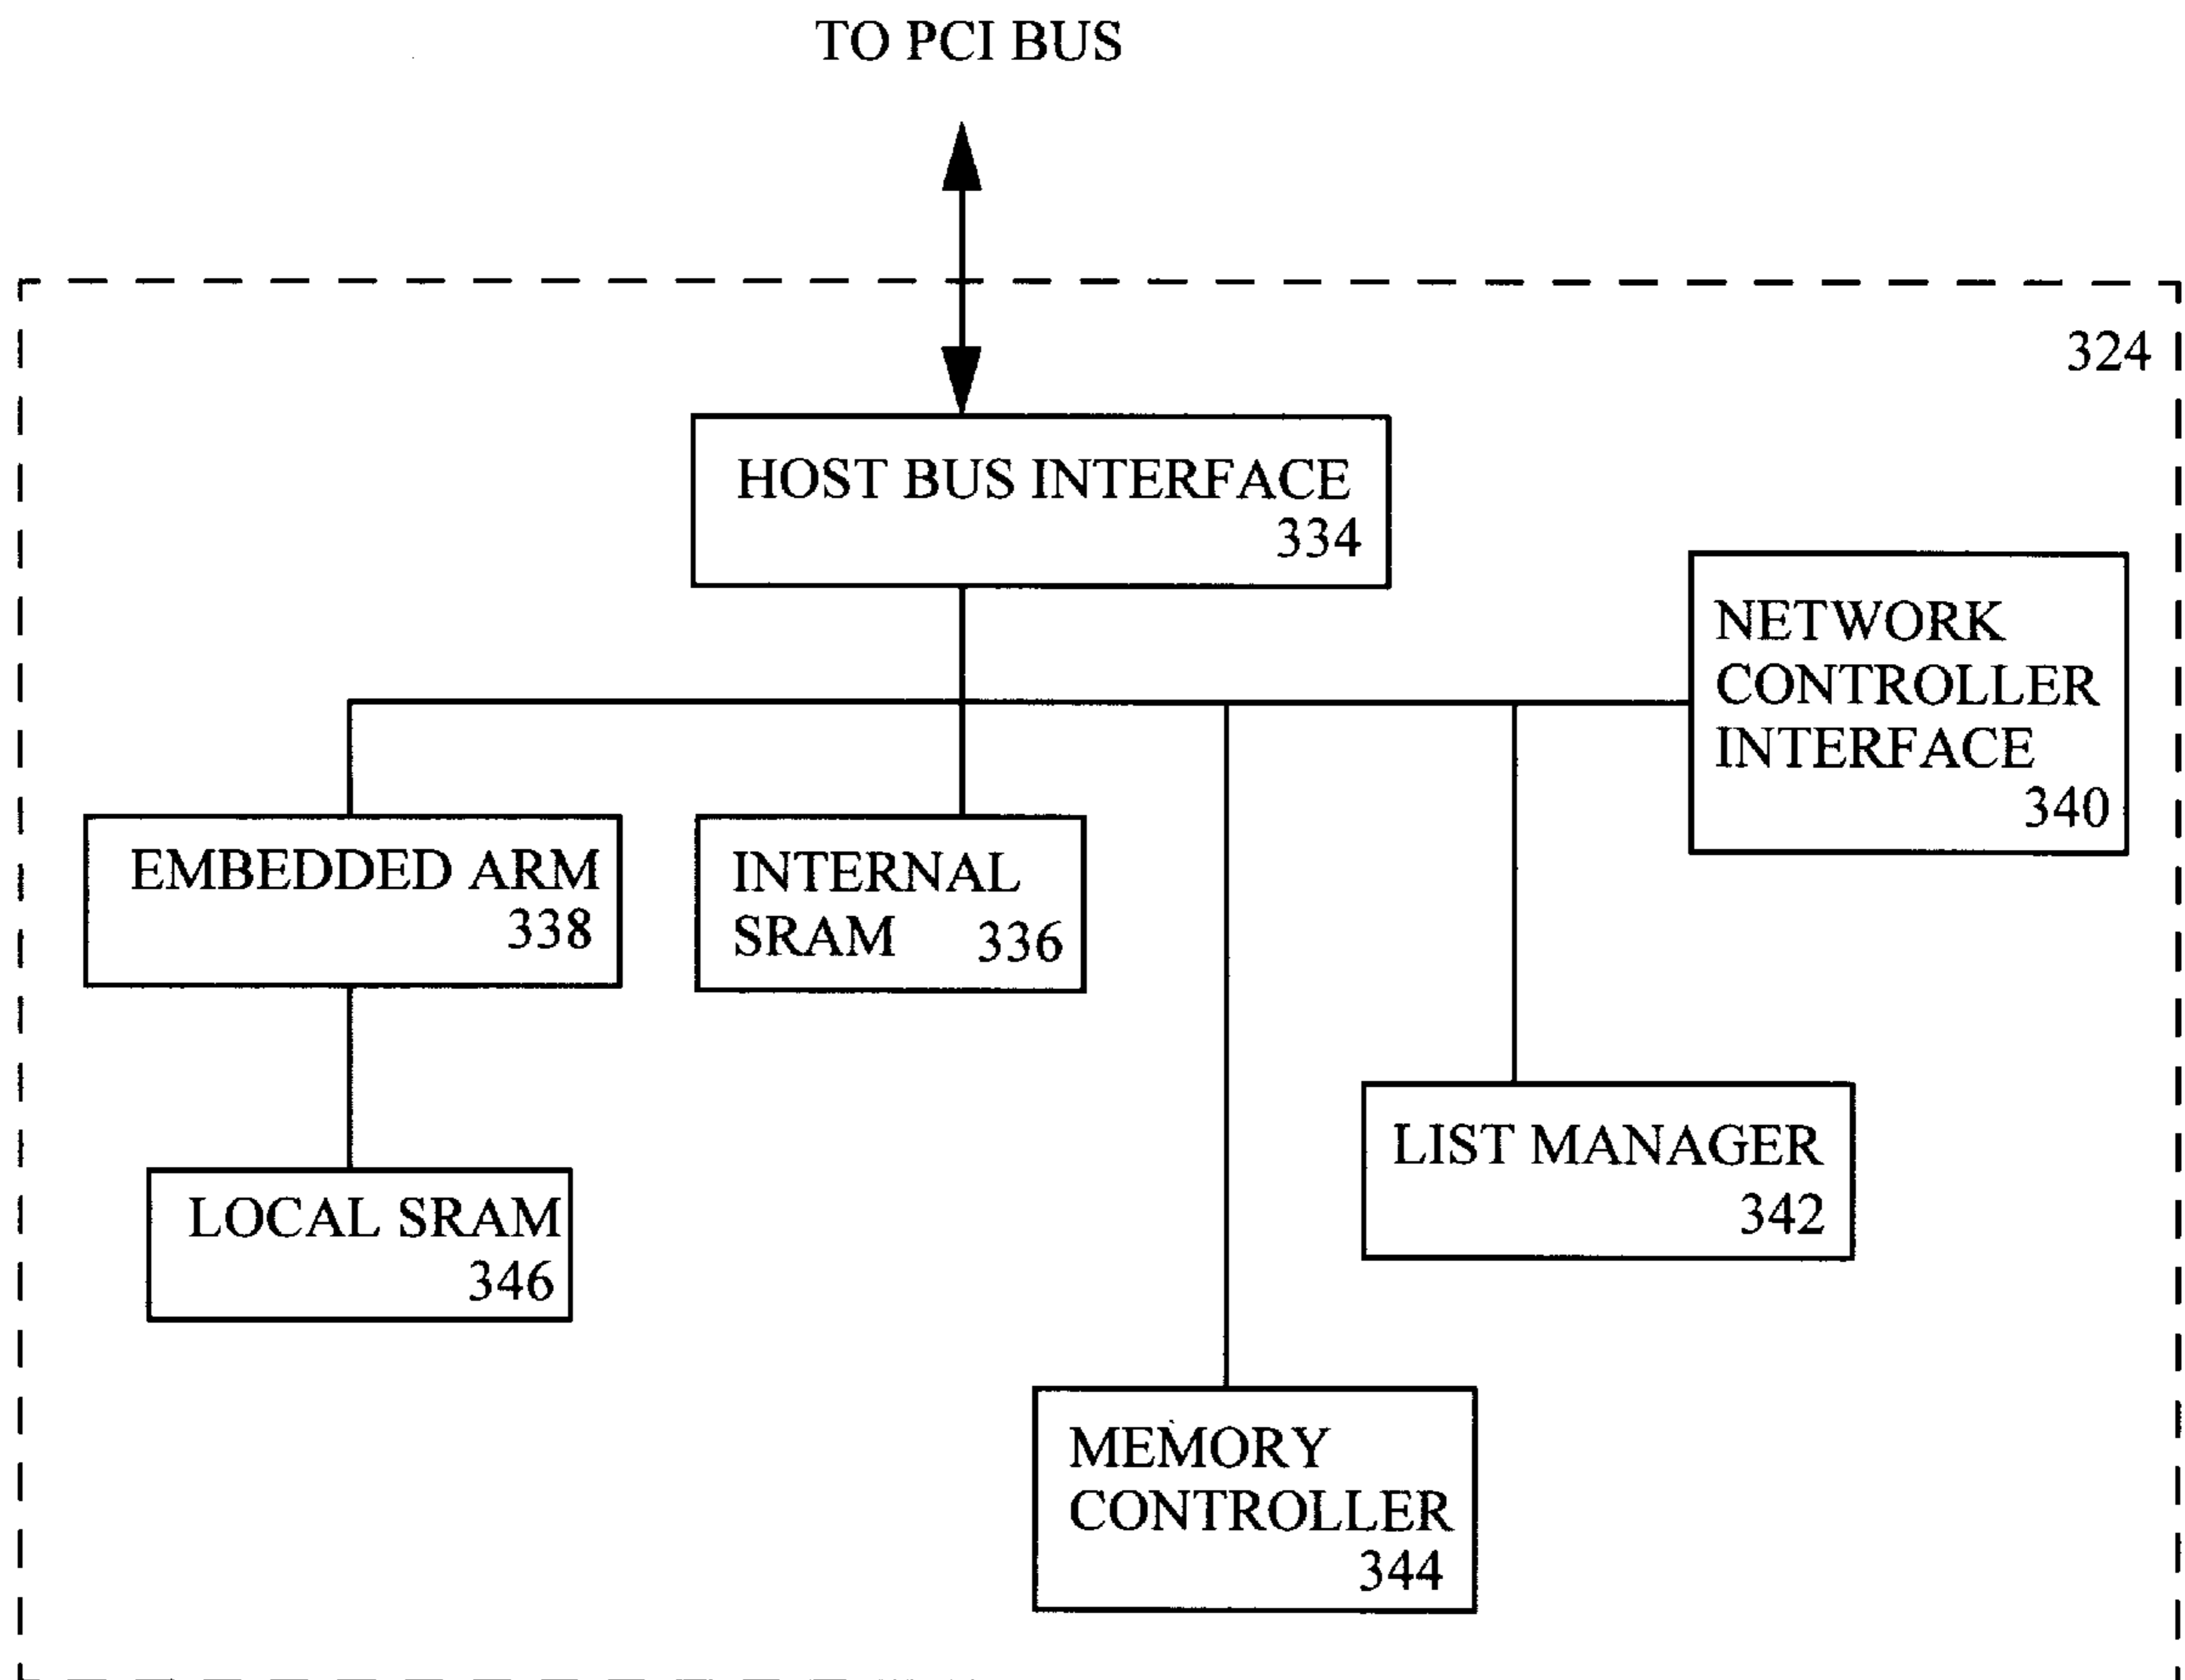 TO PCI BUS
324
HOST BUS INTERFACE
334
NETWORK
CONTROLLER
INTERFACE
340
EMBEDDED ARM
338
INTERNAL
SRAM 336
LIST MANAGER
342
LOCAL SRAM
346
MEMORY
CONTROLLER
344